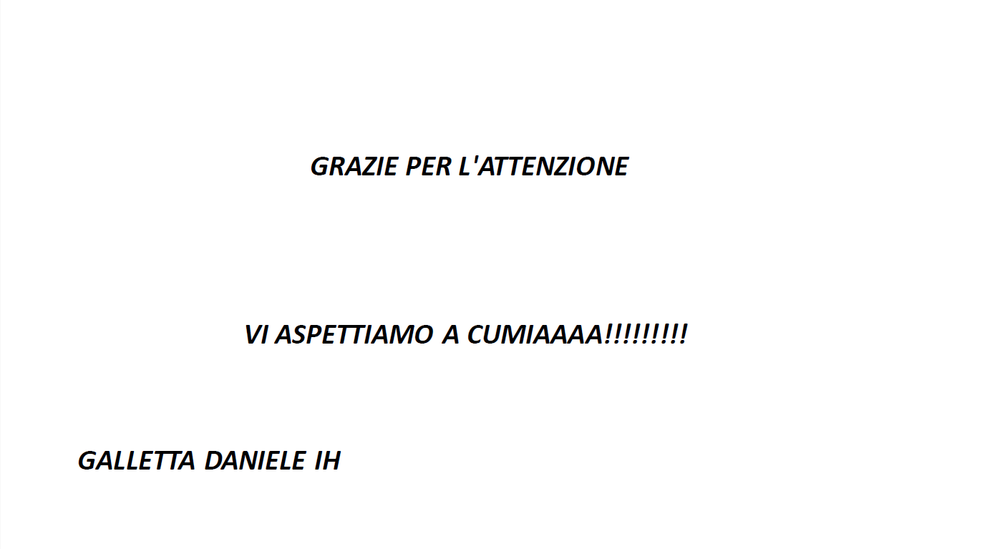 GRAZIE PER L'ATTENZIONE
VI ASPETTIAMO A CUMIAAAA!!!!!!!!!
GALLETTA DANIELE IH